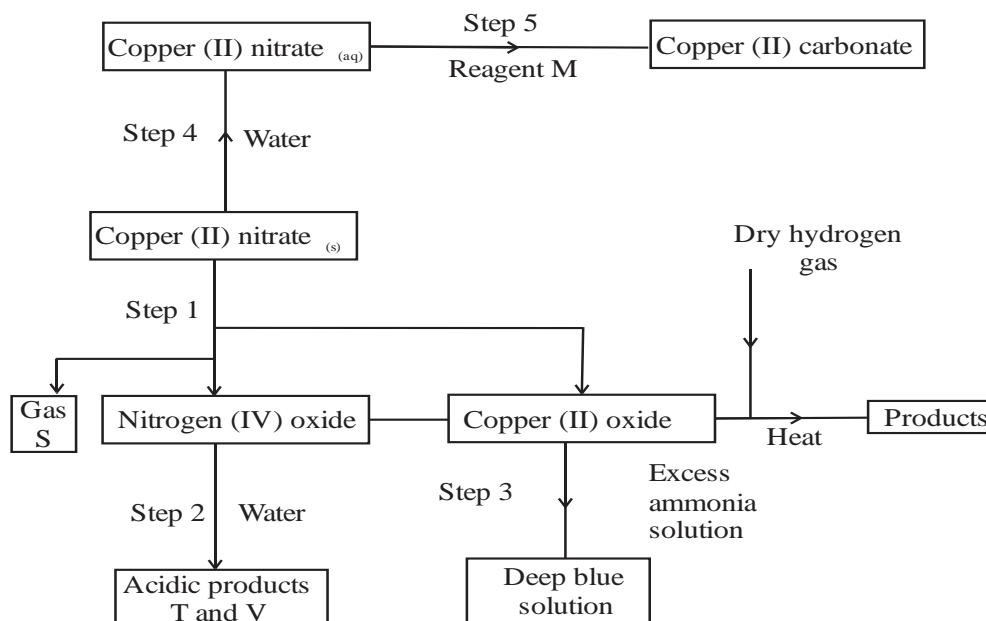 Step 5
Copper (II) nitrate (aq)
Copper (II) carbonate
Reagent M
Step 4
Water
Copper (II) nitrate (s)
Dry hydrogen
gas
Step 1
Gas
S
Nitrogen (IV) oxide
Copper (II) oxide
Products
Heat
Step 2
Water
Step 3
Excess
ammonia
solution
Acidic products
T and V
Deep blue
solution